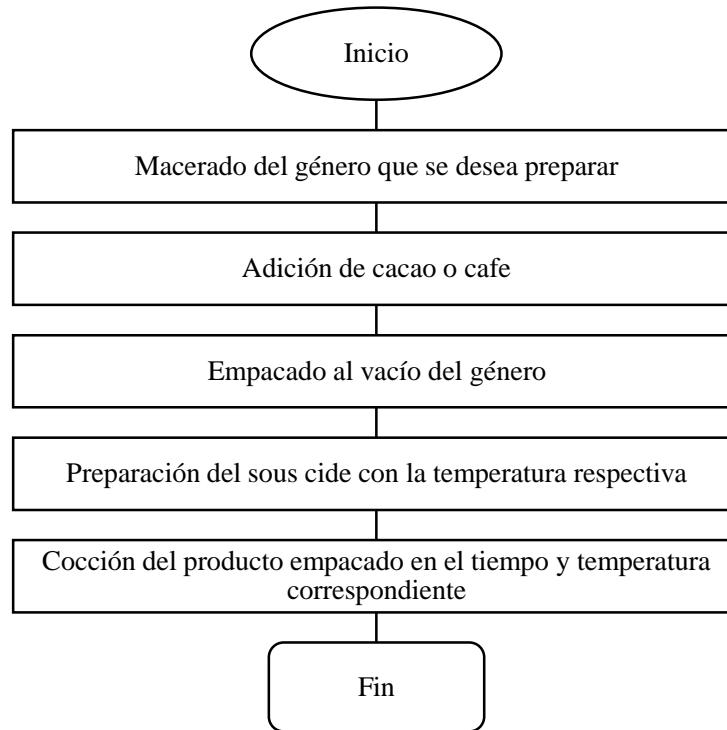 Inicio
Macerado del género que se desea preparar
Adición de cacao o cafe
Empacado al vacío del género
Preparación del sous cide con la temperatura respectiva
Cocción del producto empacado en el tiempo y temperatura
correspondiente
Fin